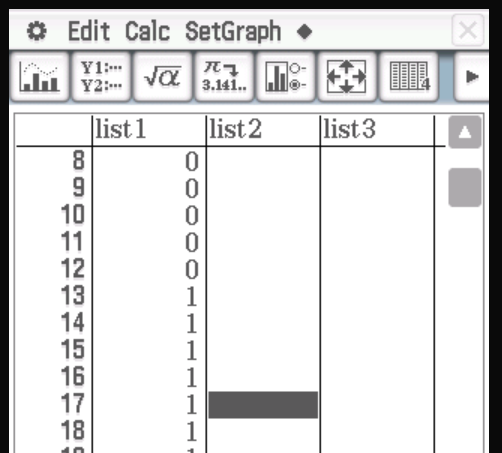 Edit Calc SetGraph
Y1:… √α π 3.141.. 4
Y2:…
list1 list2 list3
8 0
9 0
10 0
11 0
12 0
13 1
14 1
15 1
16 1
17 1
18 1